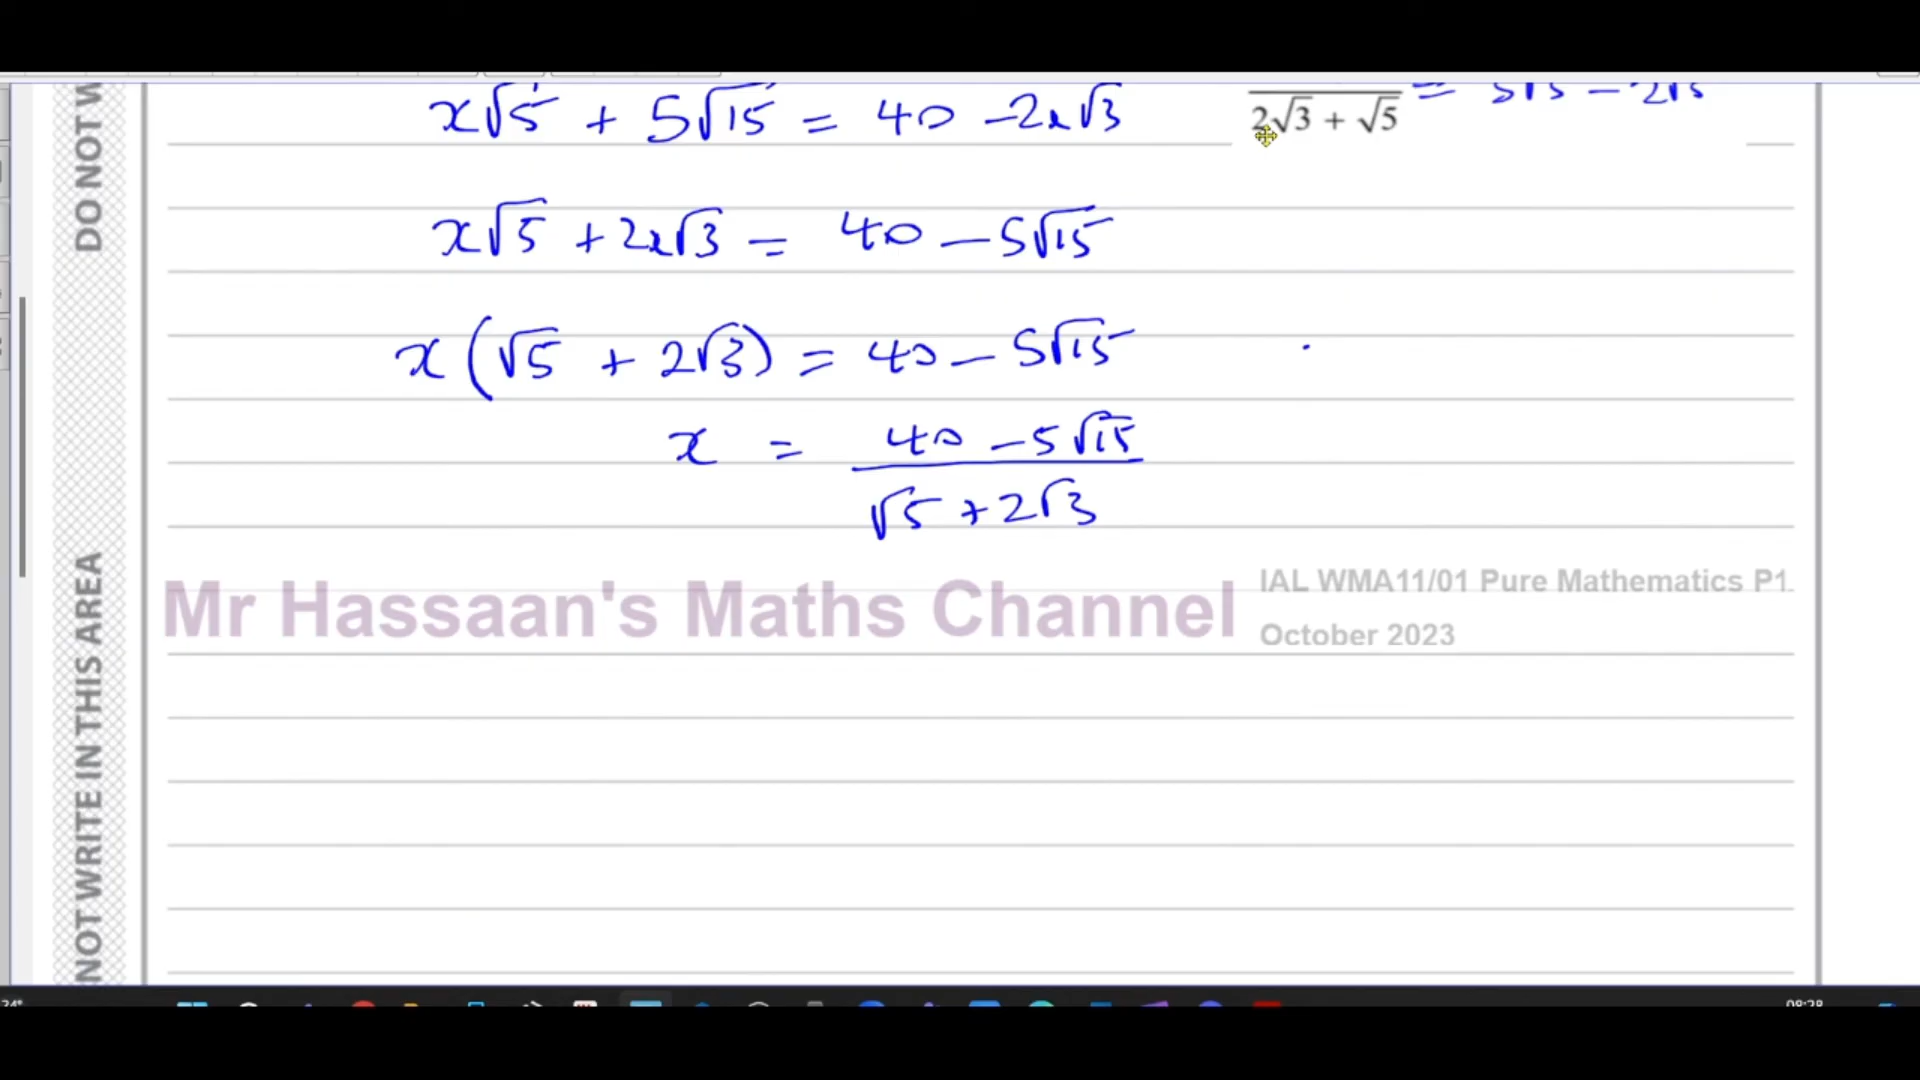 x√5 + 5√15 = 40 - 2x√3
2√3 + √5
x√5 + 2x√3 = 40 - 5√15
x(√5 + 2√3) = 40 - 5√15
x = 40 - 5√15
√5 + 2√3
Mr Hassaan's Maths Channel
IAL WMA11/01 Pure Mathematics P1
October 2023
DO NOT W
NOT WRITE IN THIS AREA